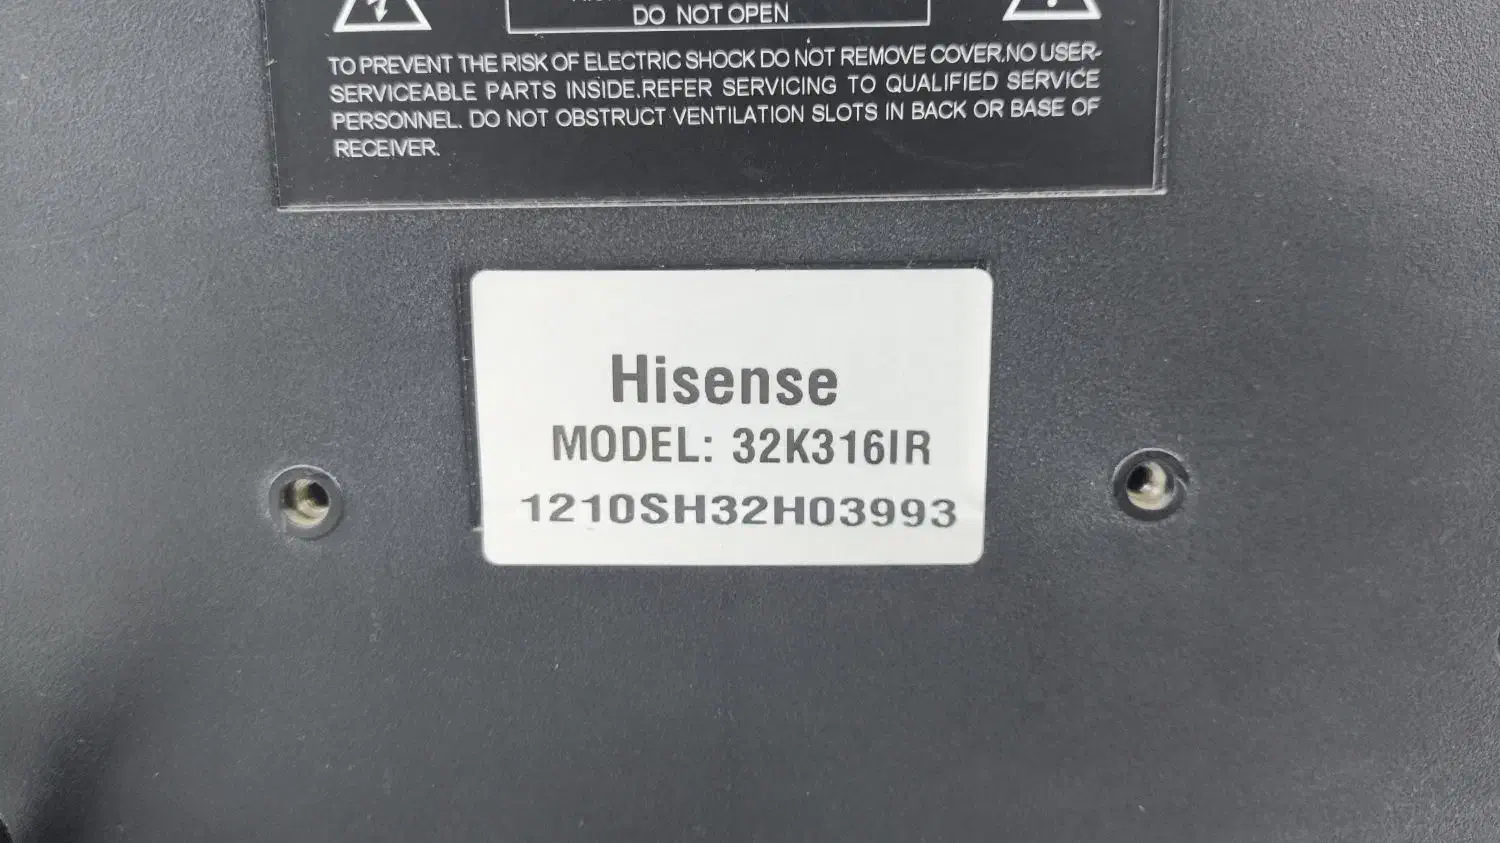 DO NOT OPEN
TO PREVENT THE RISK OF ELECTRIC SHOCK DO NOT REMOVE COVER.NO USER-
SERVICEABLE PARTS INSIDE.REFER SERVICING TO QUALIFIED SERVICE
PERSONNEL. DO NOT OBSTRUCT VENTILATION SLOTS IN BACK OR BASE OF
RECEIVER.
Hisense
MODEL: 32K316IR
1210SH32H03993